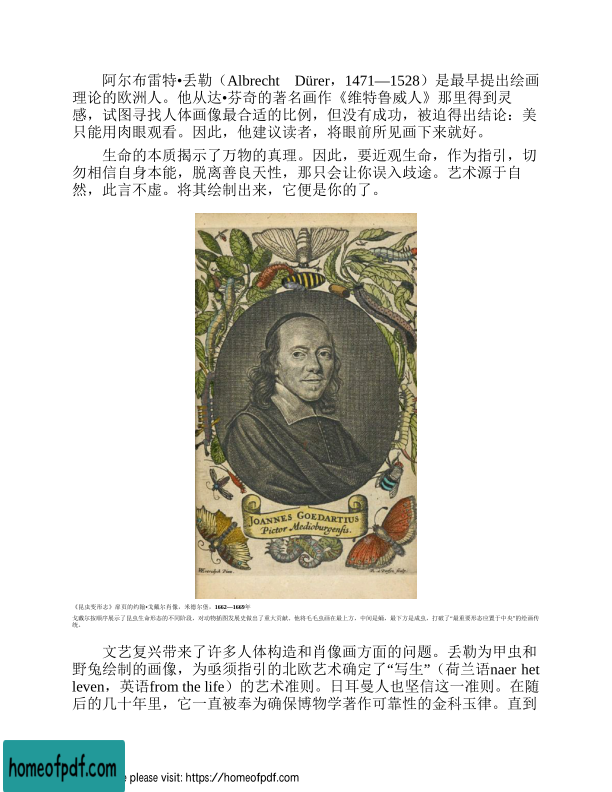 阿尔布雷特•丢勒（Albrecht Dürer，1471—1528）是最早提出绘画
理论的欧洲人。他从达•芬奇的著名画作《维特鲁威人》那里得到灵
感，试图寻找人体画像最合适的比例，但没有成功，被迫得出结论：美
只能用肉眼观看。因此，他建议读者，将眼前所见画下来就好。
生命的本质揭示了万物的真理。因此，要近观生命，作为指引，切
勿相信自身本能，脱离善良天性，那只会让你误入歧途。艺术源于自
然，此言不虚。将其绘制出来，它便是你的了。
JOANNES GOEDARTIUS
Pictor Medioburgensis.
《昆虫变形志》扉页的约翰•戈戴尔肖像，米德尔堡，1662—1669年
戈戴尔按顺序展示了昆虫生命形态的不同阶段，对动物插图发展史做出了重大贡献。他将毛毛虫画在最上方，中间是蛹，最下方是成虫，打破了“最重要形态位置于中央”的绘画传
统。
文艺复兴带来了许多人体构造和肖像画方面的问题。丢勒为甲虫和
野兔绘制的画像，为亟须指引的北欧艺术确定了“写生”（荷兰语naer het
leven，英语from the life）的艺术准则。日耳曼人也坚信这一准则。在随
后的几十年里，它一直被奉为确保博物学著作可靠性的金科玉律。直到
homeofpdf.com
e please visit: https://homeofpdf.com